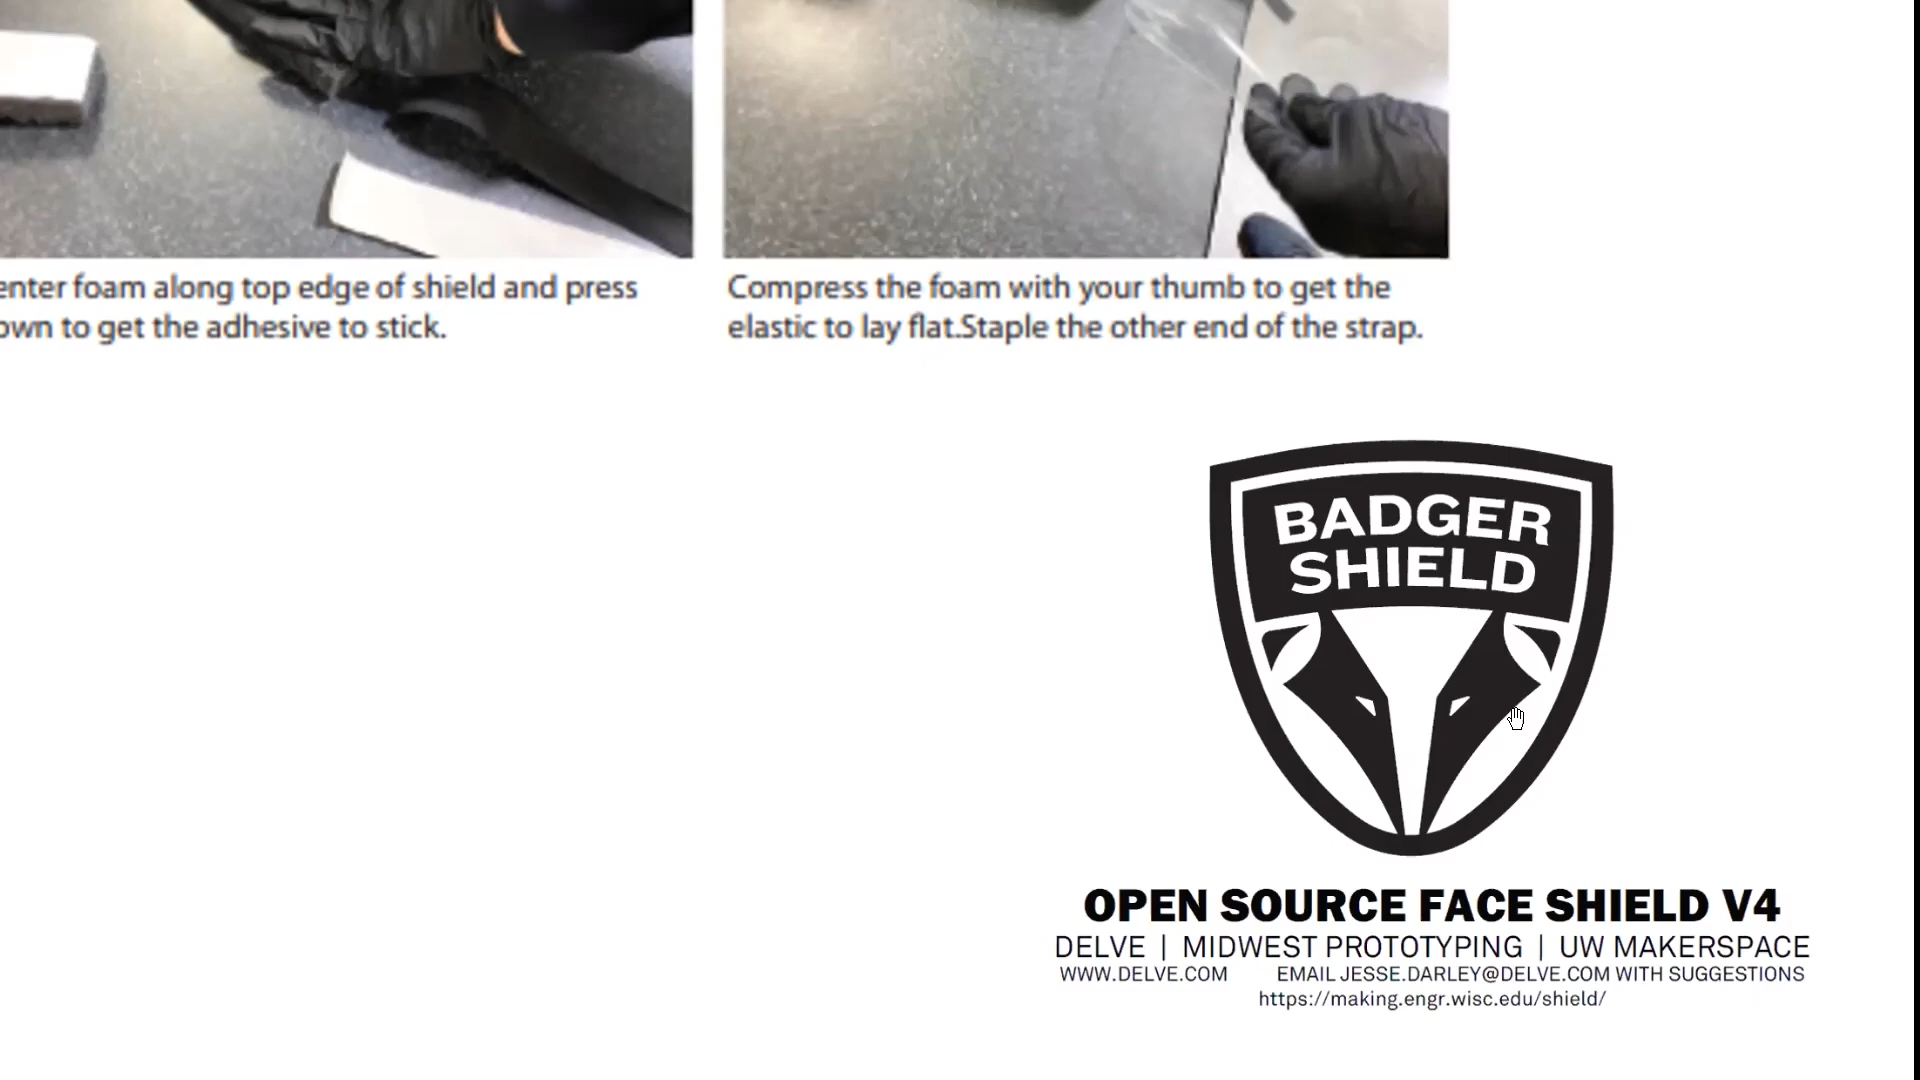 enter foam along top edge of shield and press
own to get the adhesive to stick.
Compress the foam with your thumb to get the
elastic to lay flat.Staple the other end of the strap.
BADGER
SHIELD
OPEN SOURCE FACE SHIELD V4
DELVE | MIDWEST PROTOTYPING | UW MAKERSPACE
WWW.DELVE.COM EMAIL JESSE.DARLEY@DELVE.COM WITH SUGGESTIONS
https://making.engr.wisc.edu/shield/